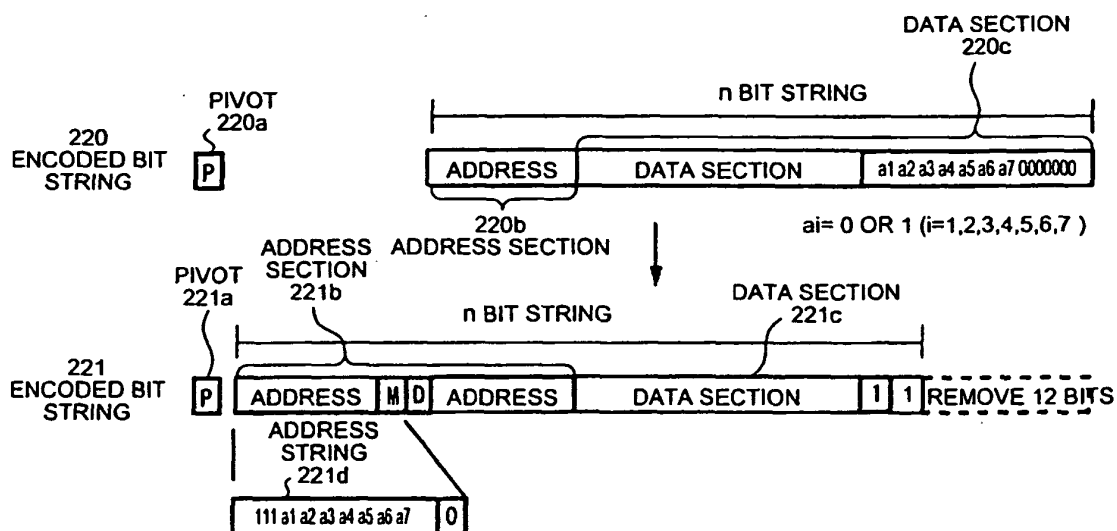 DATA SECTION
220c
n BIT STRING
PIVOT
220a
220
ENCODED BIT
STRING
P
ADDRESS
DATA SECTION
a1 a2 a3 a4 a5 a6 a7 0000000
220b
ADDRESS SECTION
ai= 0 OR 1 (i=1,2,3,4,5,6,7 )
ADDRESS
SECTION
221b
PIVOT
221a
DATA SECTION
221c
n BIT STRING
221
ENCODED BIT
STRING
P
ADDRESS
M
D
ADDRESS
DATA SECTION
1
1
REMOVE 12 BITS
ADDRESS
STRING
221d
111 a1 a2 a3 a4 a5 a6 a7
0